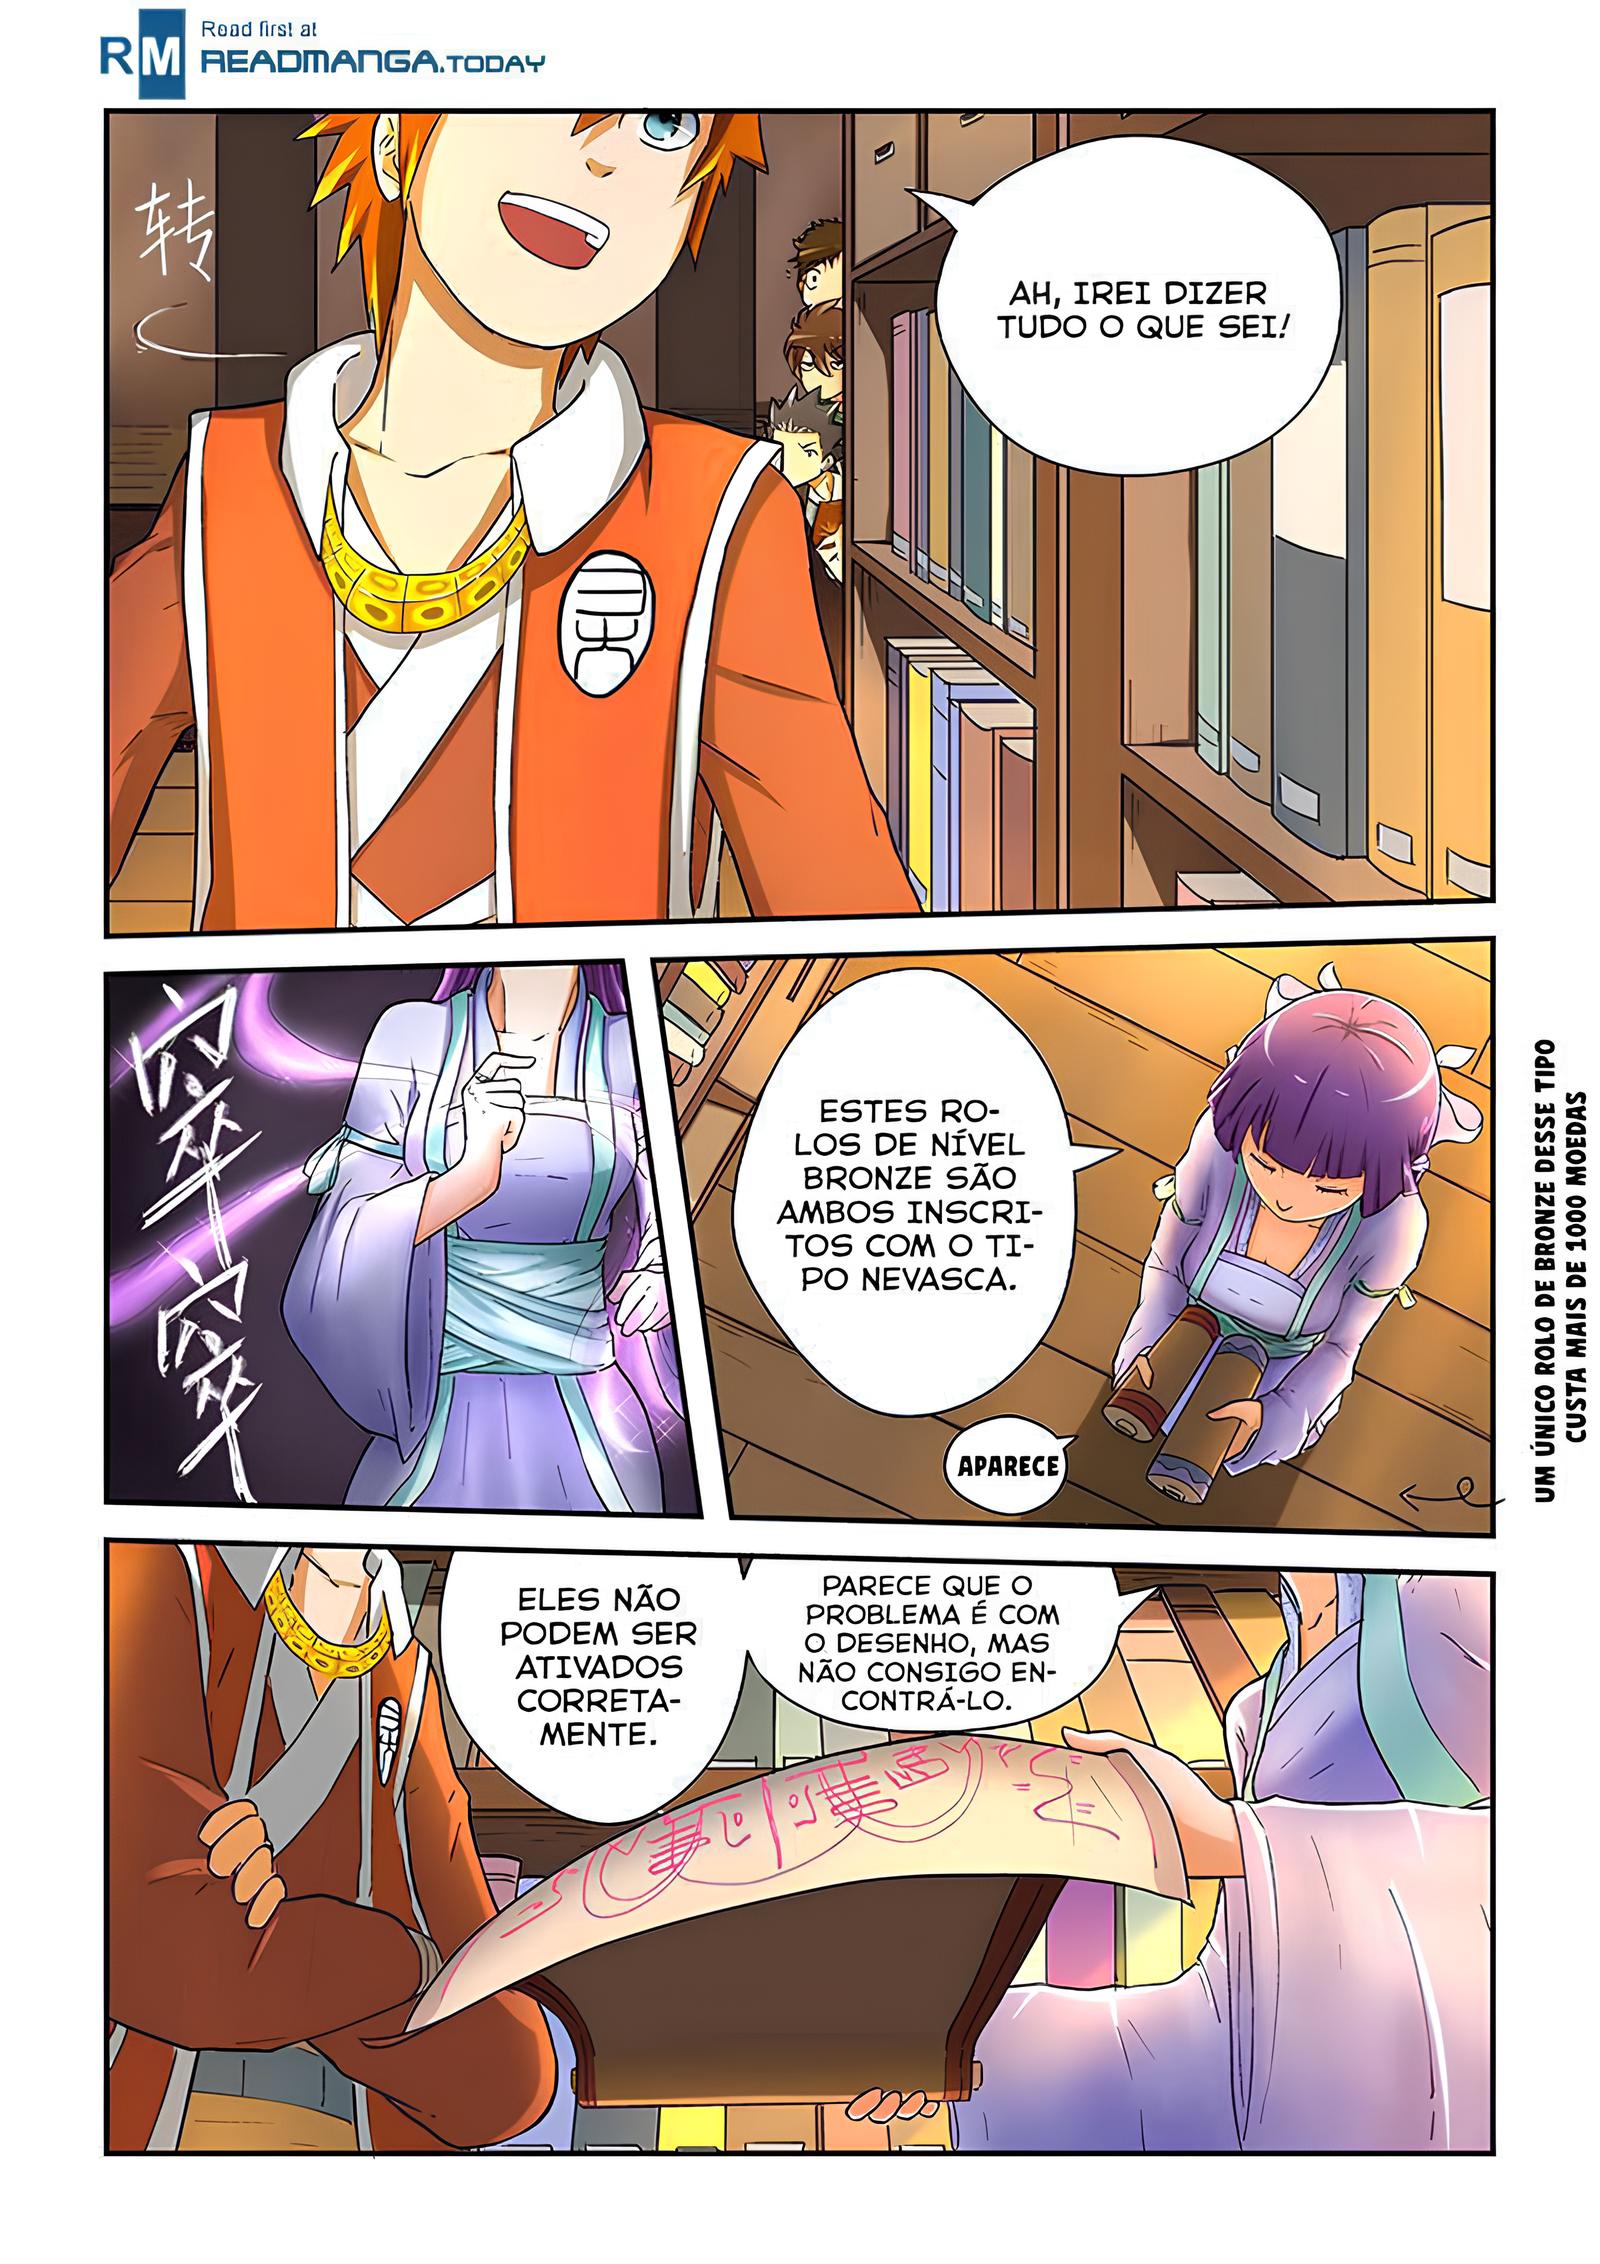 RM
Read first at
READMANGA.TODAY
转
AH, IREI DIZER
TUDO O QUE SEI!
窣
窣
ESTES RO-
LOS DE NÍVEL
BRONZE SÃO
AMBOS INSCRI-
TOS COM O TI-
PO NEVASCA.
APARECE
UM ÚNICO ROLO DE BRONZE DESSE TIPO
CUSTA MAIS DE 1000 MOEDAS
ELES NÃO
PODEM SER
ATIVADOS
CORRETA-
MENTE.
PARECE QUE O
PROBLEMA É COM
O DESENHO, MAS
NÃO CONSIGO EN-
CONTRÁ-LO.